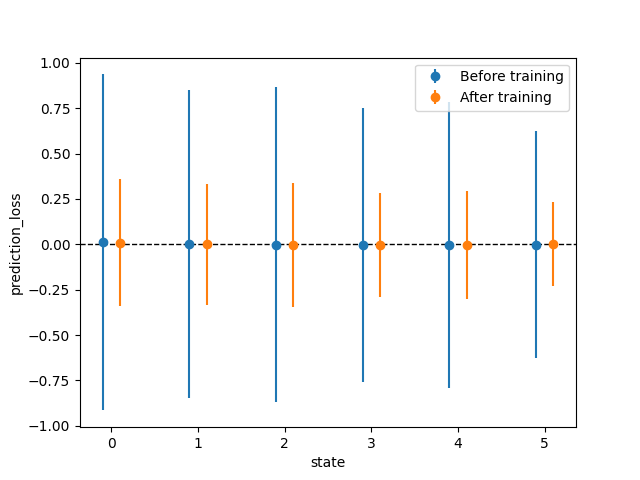 1.00
0.75
0.50
0.25
0.00
−0.25
−0.50
−0.75
−1.00
prediction_loss
Before training
After training
0 1 2 3 4 5
state